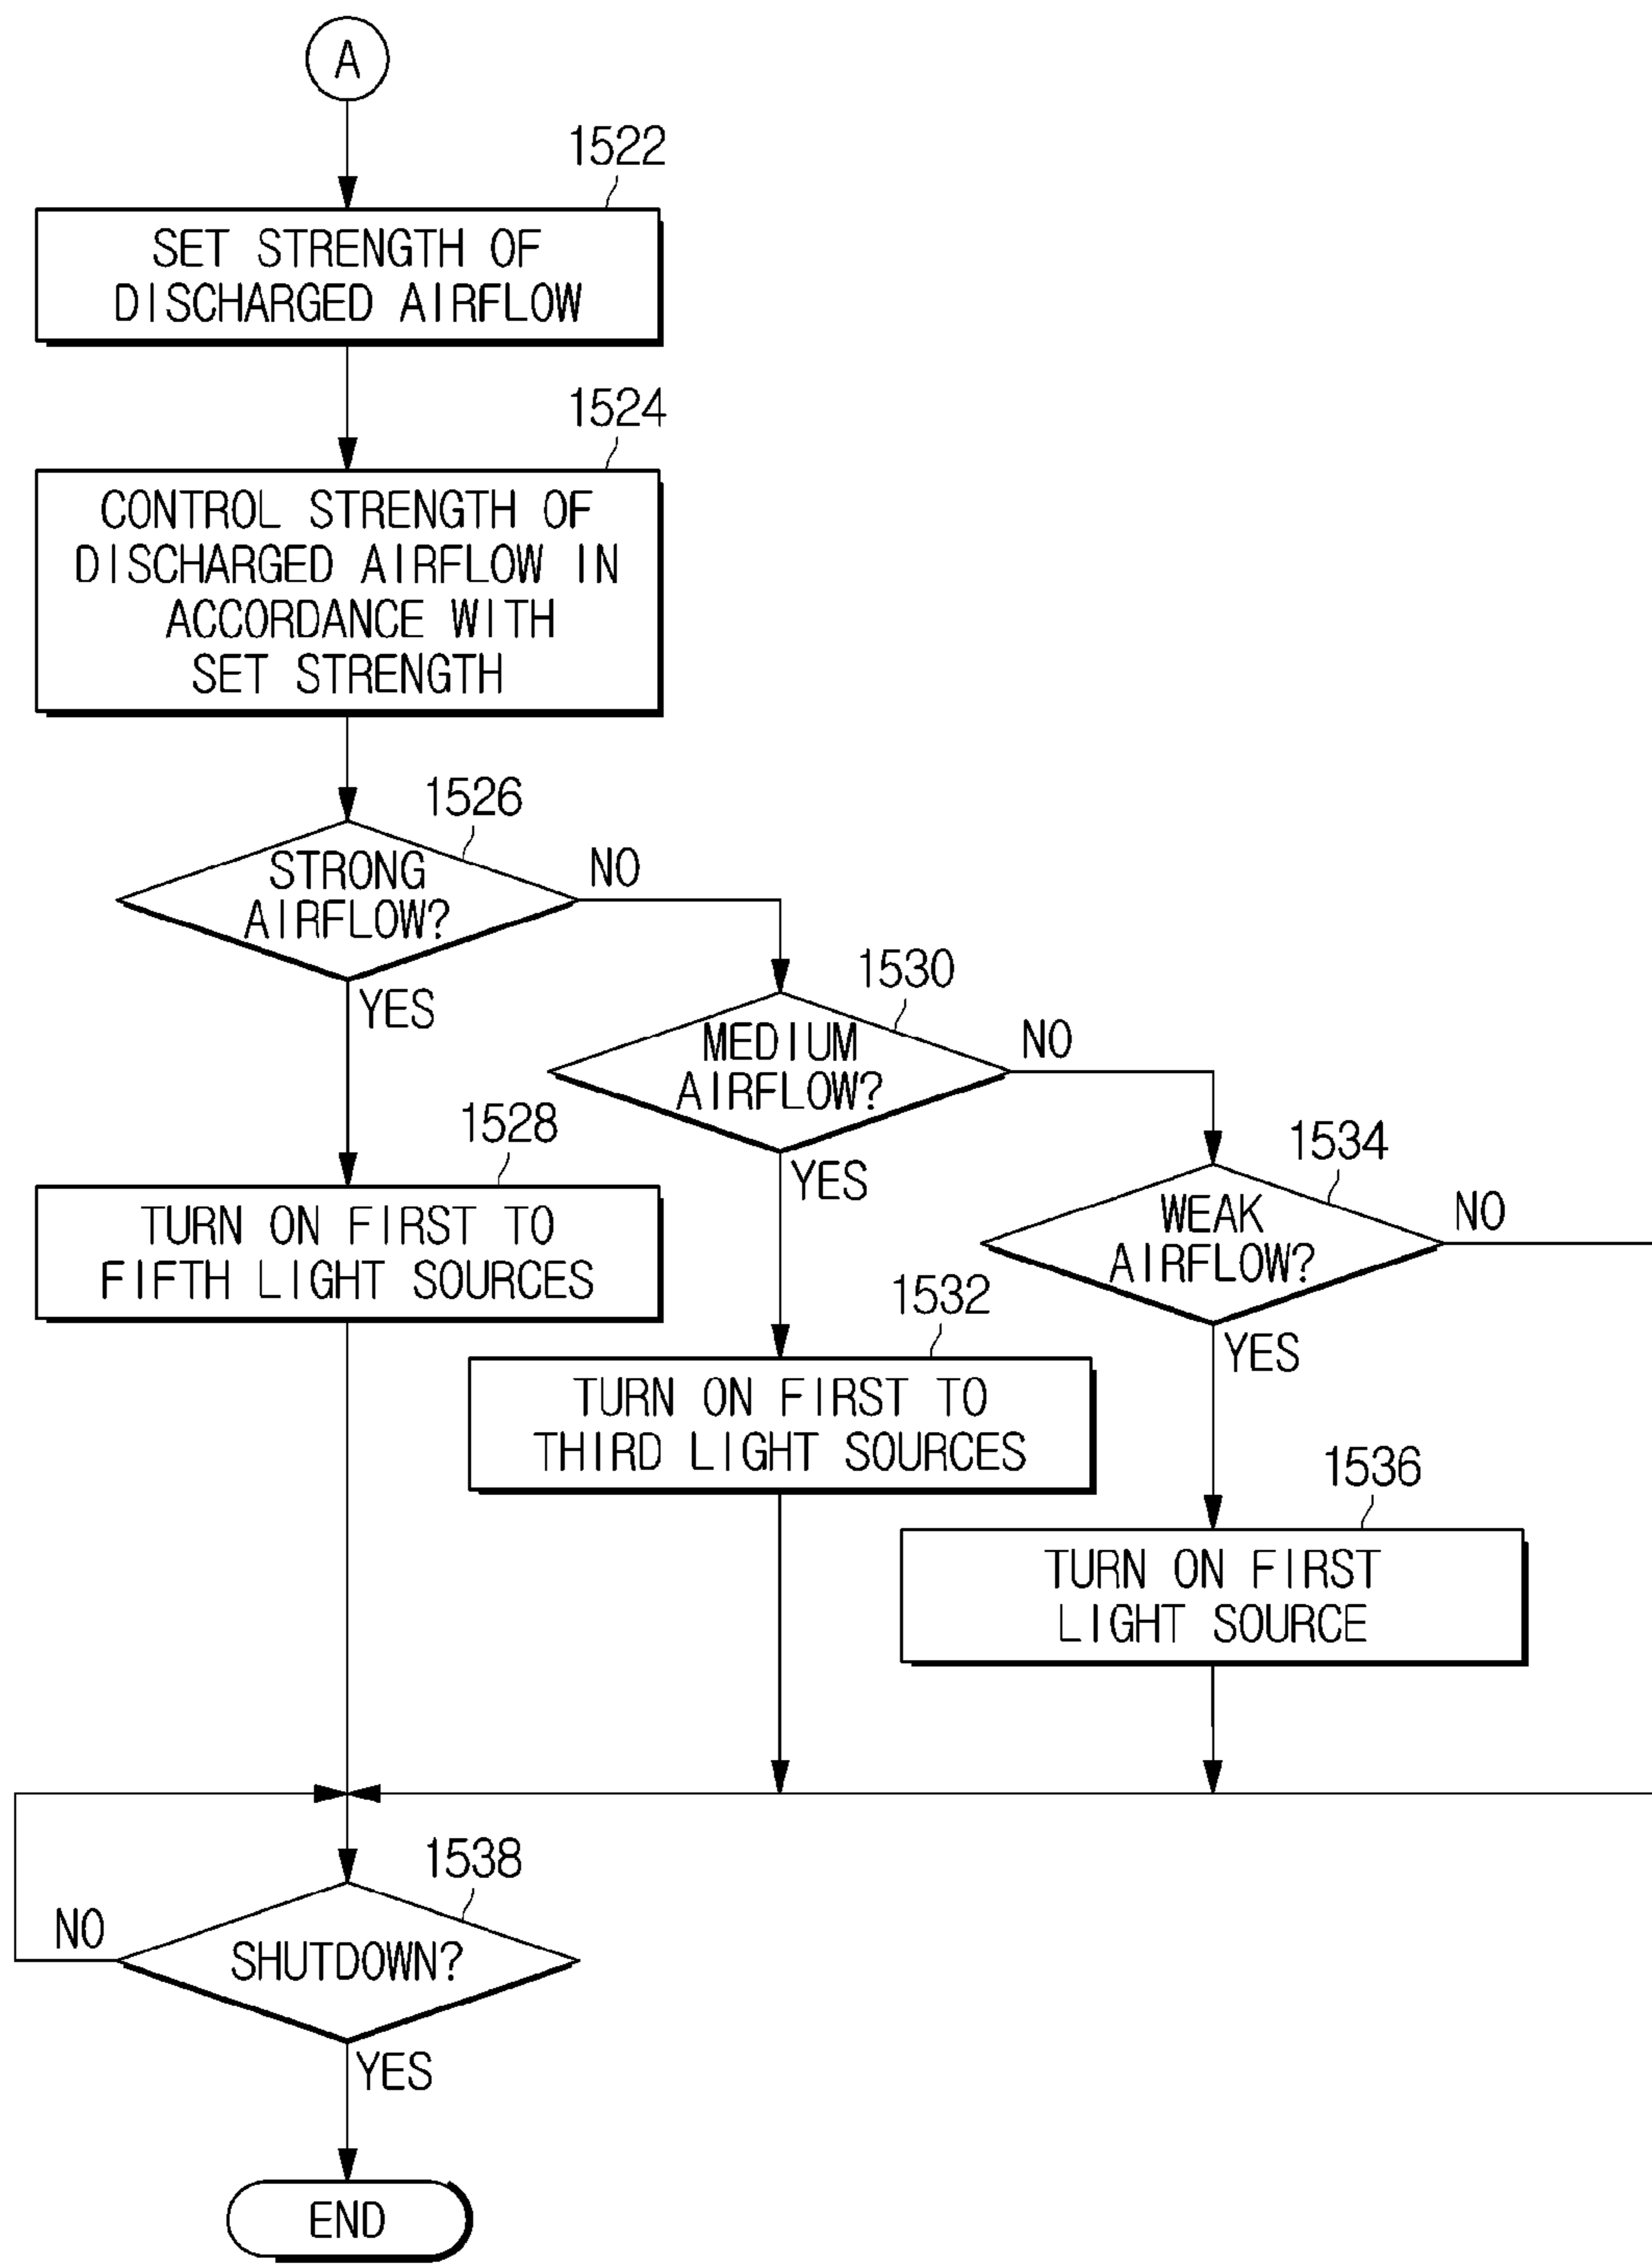 A
1522
SET STRENGTH OF
DISCHARGED AIRFLOW
1524
CONTROL STRENGTH OF
DISCHARGED AIRFLOW IN
ACCORDANCE WITH
SET STRENGTH
1526
STRONG
AIRFLOW?
NO
YES
1530
MEDIUM
AIRFLOW?
NO
YES
1528
TURN ON FIRST TO
FIFTH LIGHT SOURCES
1534
WEAK
AIRFLOW?
NO
YES
1532
TURN ON FIRST TO
THIRD LIGHT SOURCES
1536
TURN ON FIRST
LIGHT SOURCE
1538
SHUTDOWN?
NO
YES
END